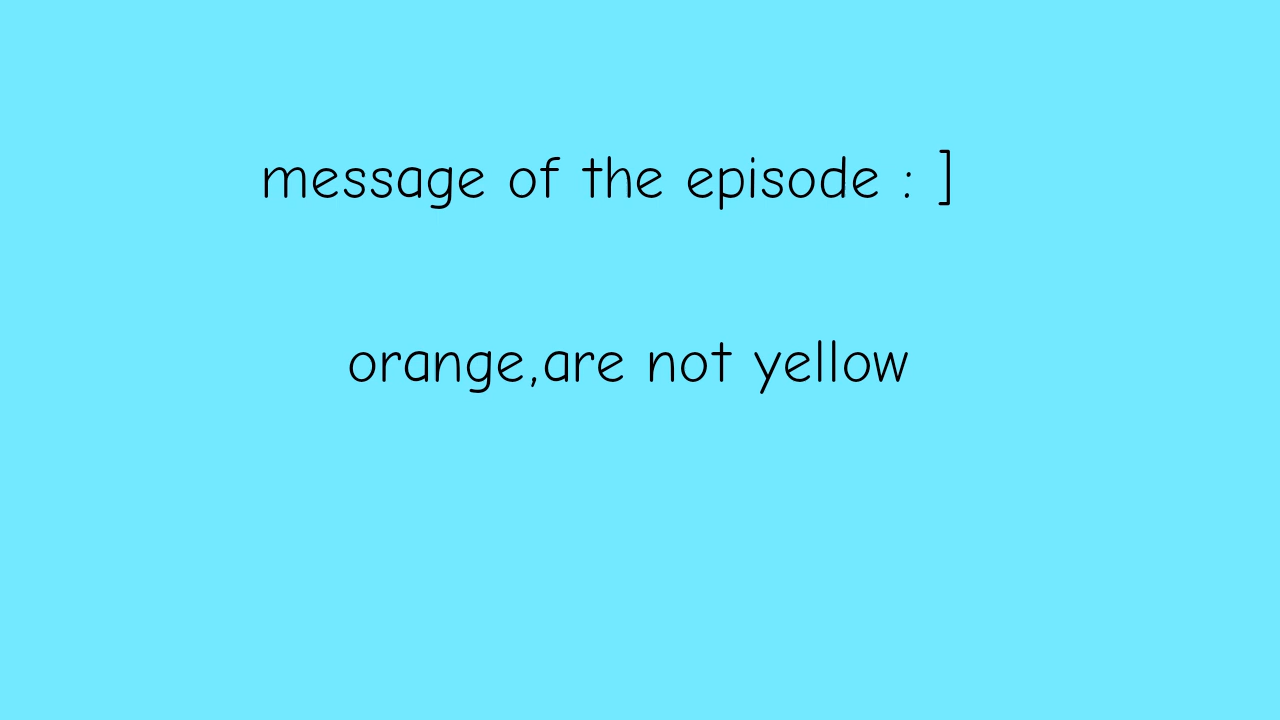 message of the episode : ]
orange,are not yellow